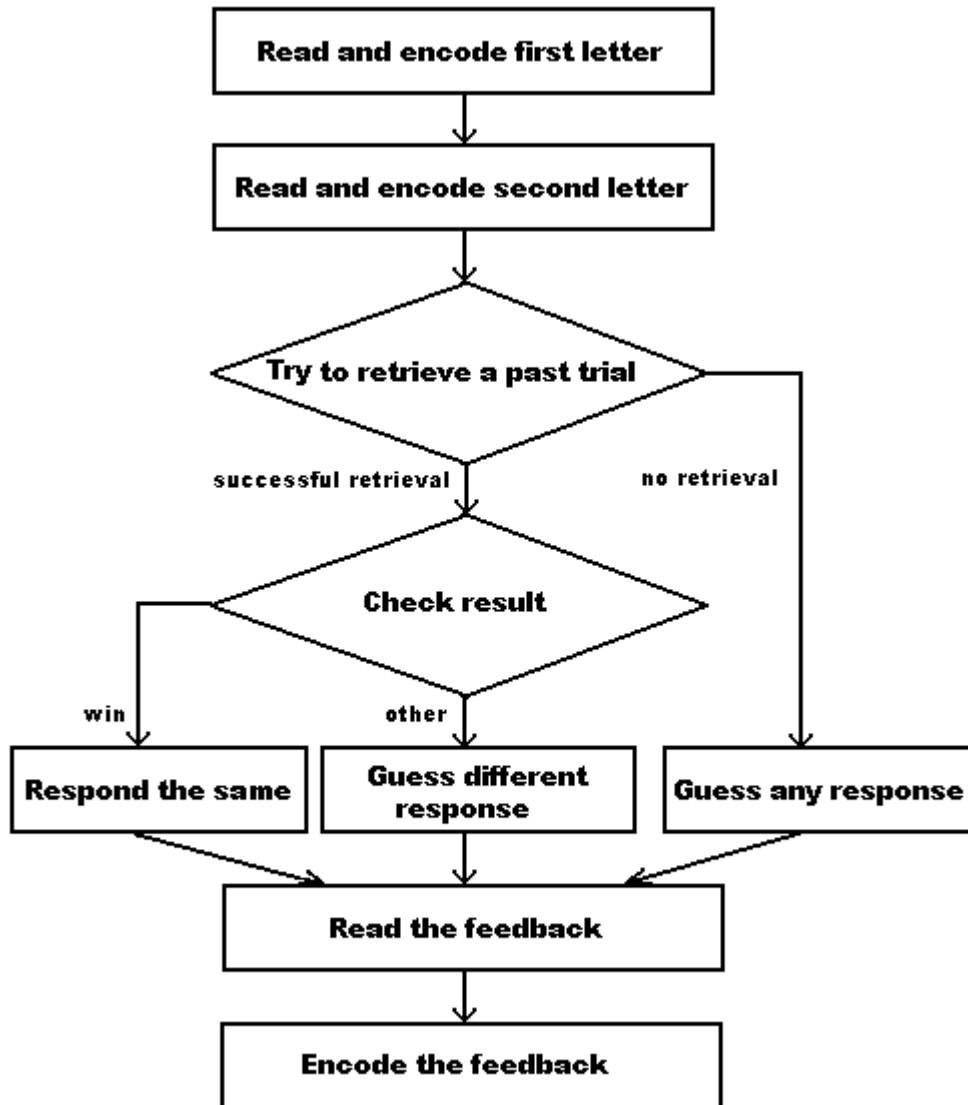 Read and encode first letter
Read and encode second letter
Try to retrieve a past trial
successful retrieval
no retrieval
Check result
win
other
Respond the same
Guess different
response
Guess any response
Read the feedback
Encode the feedback